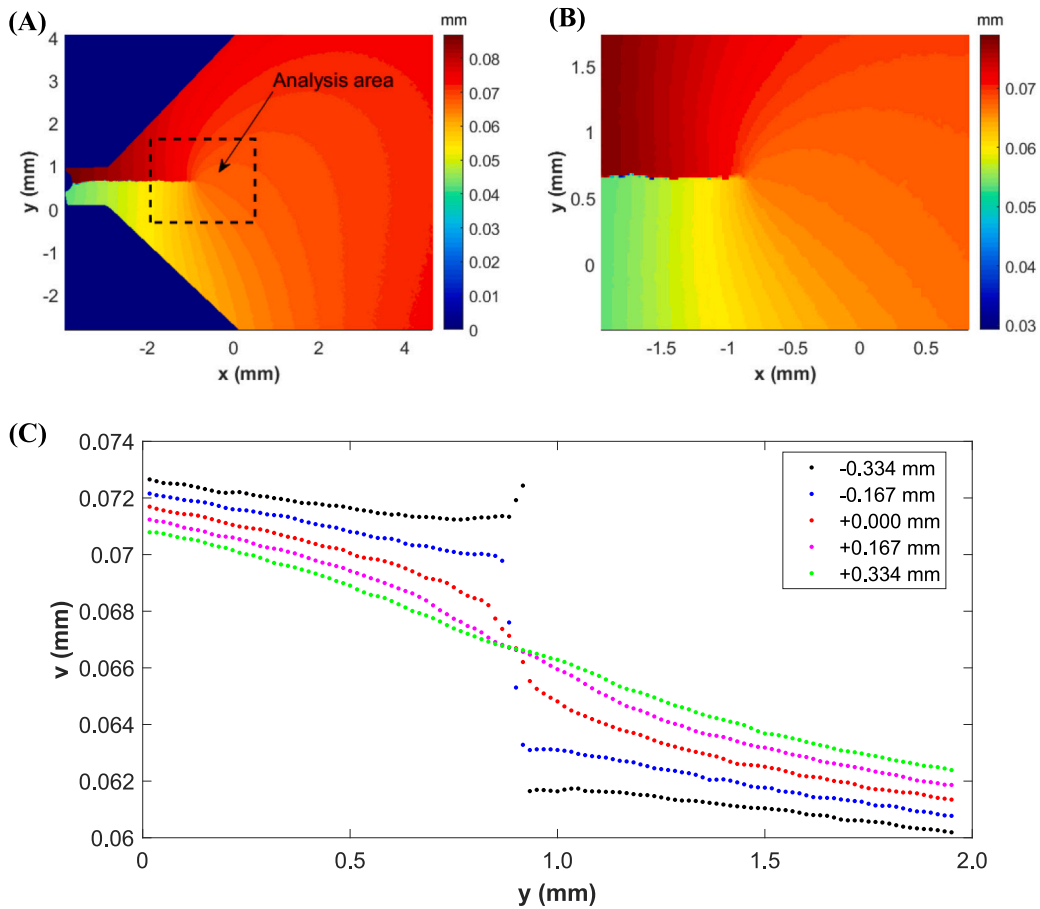 (A)
mm
4
3
2
1
0
-1
-2
y (mm)
Analysis area
-2
0
2
4
x (mm)
0.08
0.07
0.06
0.05
0.04
0.03
0.02
0.01
0
(B)
mm
1.5
1
0.5
0
y (mm)
-1.5
-1
-0.5
0
0.5
x (mm)
0.07
0.06
0.05
0.04
0.03
(C)
0.074
0.072
0.07
0.068
0.066
0.064
0.062
0.06
v (mm)
-0.334 mm
-0.167 mm
+0.000 mm
+0.167 mm
+0.334 mm
0
0.5
1.0
1.5
2.0
y (mm)